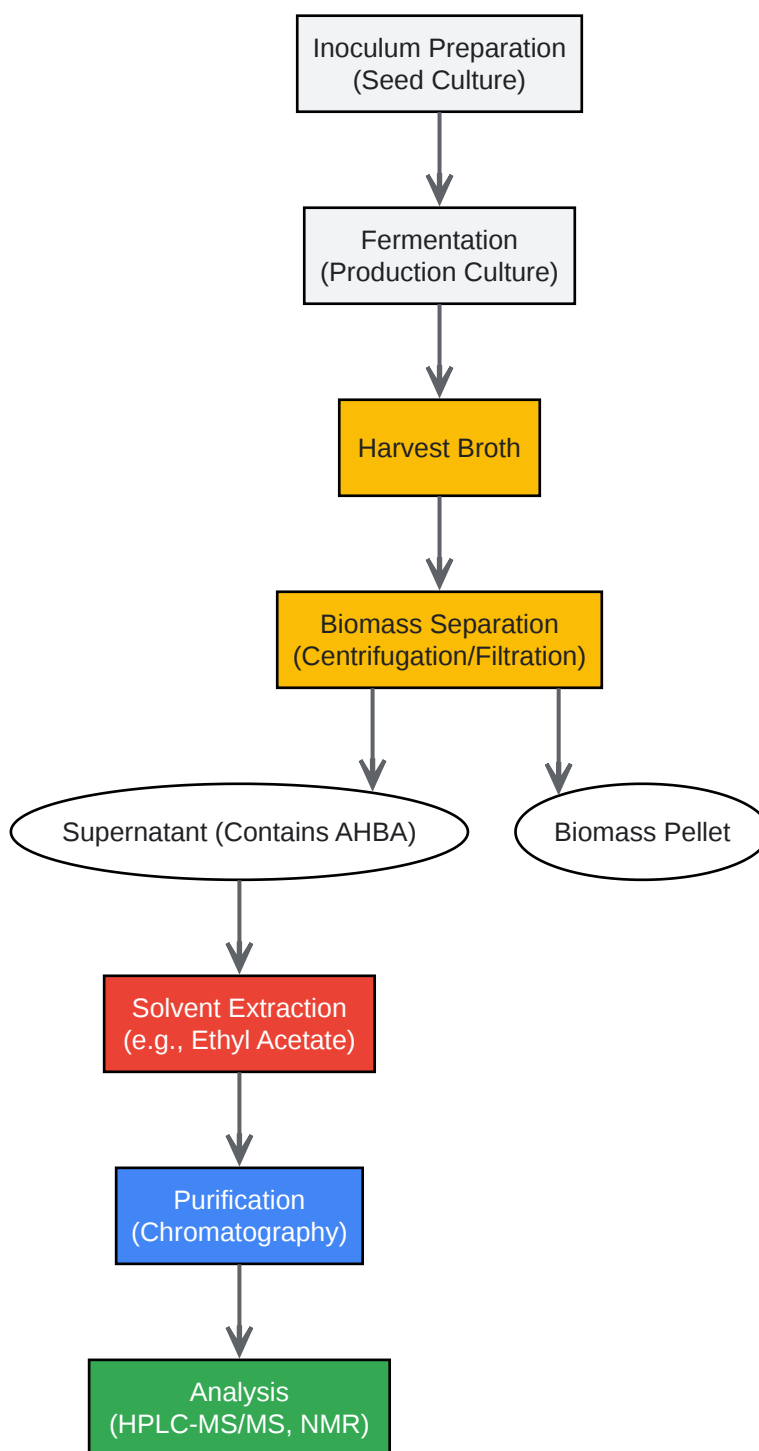 Inoculum Preparation
(Seed Culture)
Fermentation
(Production Culture)
Harvest Broth
Biomass Separation
(Centrifugation/Filtration)
Supernatant (Contains AHBA)
Biomass Pellet
Solvent Extraction
(e.g., Ethyl Acetate)
Purification
(Chromatography)
Analysis
(HPLC-MS/MS, NMR)